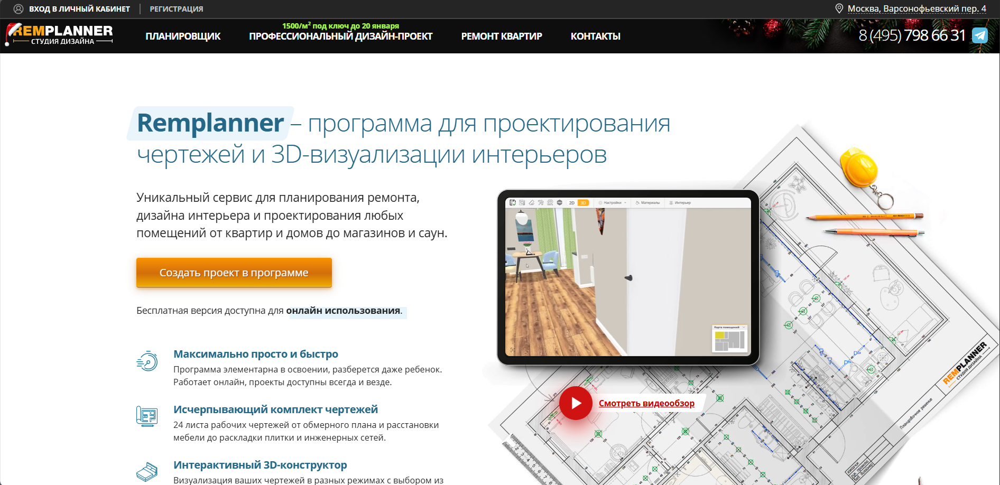 ВХОД В ЛИЧНЫЙ КАБИНЕТ
РЕГИСТРАЦИЯ
Москва, Варсонофьевский пер. 4
REMPLANNER
СТУДИЯ ДИЗАЙНА
ПЛАНИРОВЩИК
1500/м² под ключ до 20 января
ПРОФЕССИОНАЛЬНЫЙ ДИЗАЙН-ПРОЕКТ
РЕМОНТ КВАРТИР
КОНТАКТЫ
8 (495) 798 66 31
Remplanner – программа для проектирования
чертежей и 3D-визуализации интерьеров
Уникальный сервис для планирования ремонта,
дизайна интерьера и проектирования любых
помещений от квартир и домов до магазинов и саун.
Создать проект в программе
Бесплатная версия доступна для онлайн использования.
Максимально просто и быстро
Программа элементарна в освоении, разберется даже ребенок.
Работает онлайн, проекты доступны всегда и везде.
Исчерпывающий комплект чертежей
24 листа рабочих чертежей от обмерного плана и расстановки
мебели до раскладки плитки и инженерных сетей.
Интерактивный 3D-конструктор
Визуализация ваших чертежей в разных режимах с выбором из
2D
3D
Настройки
Материалы
Интерьер
Карта помещений
Смотреть видеообзор
REMPLANNER
СТУДИЯ ДИЗАЙНА
Планировочное решение